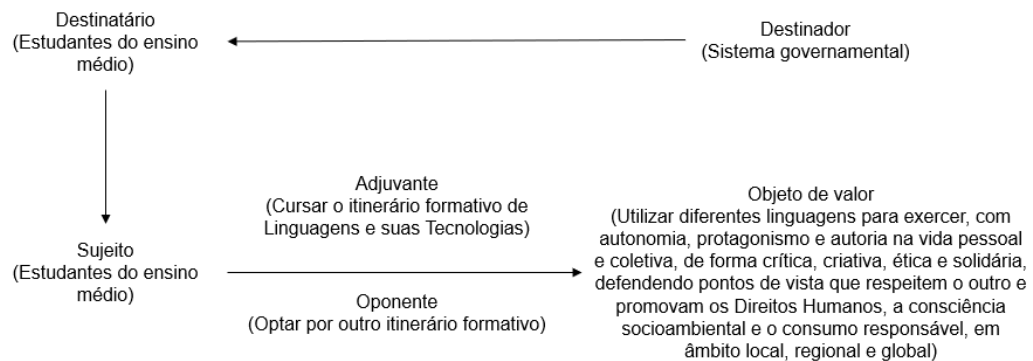 Destinatário
(Estudantes do ensino
médio)
Destinador
(Sistema governamental)
Adjuvante
(Cursar o itinerário formativo de
Linguagens e suas Tecnologias)
Sujeito
(Estudantes do ensino
médio)
Oponente
(Optar por outro itinerário formativo)
Objeto de valor
(Utilizar diferentes linguagens para exercer, com
autonomia, protagonismo e autoria na vida pessoal
e coletiva, de forma crítica, criativa, ética e solidária,
defendendo pontos de vista que respeitem o outro e
promovam os Direitos Humanos, a consciência
socioambiental e o consumo responsável, em
âmbito local, regional e global)